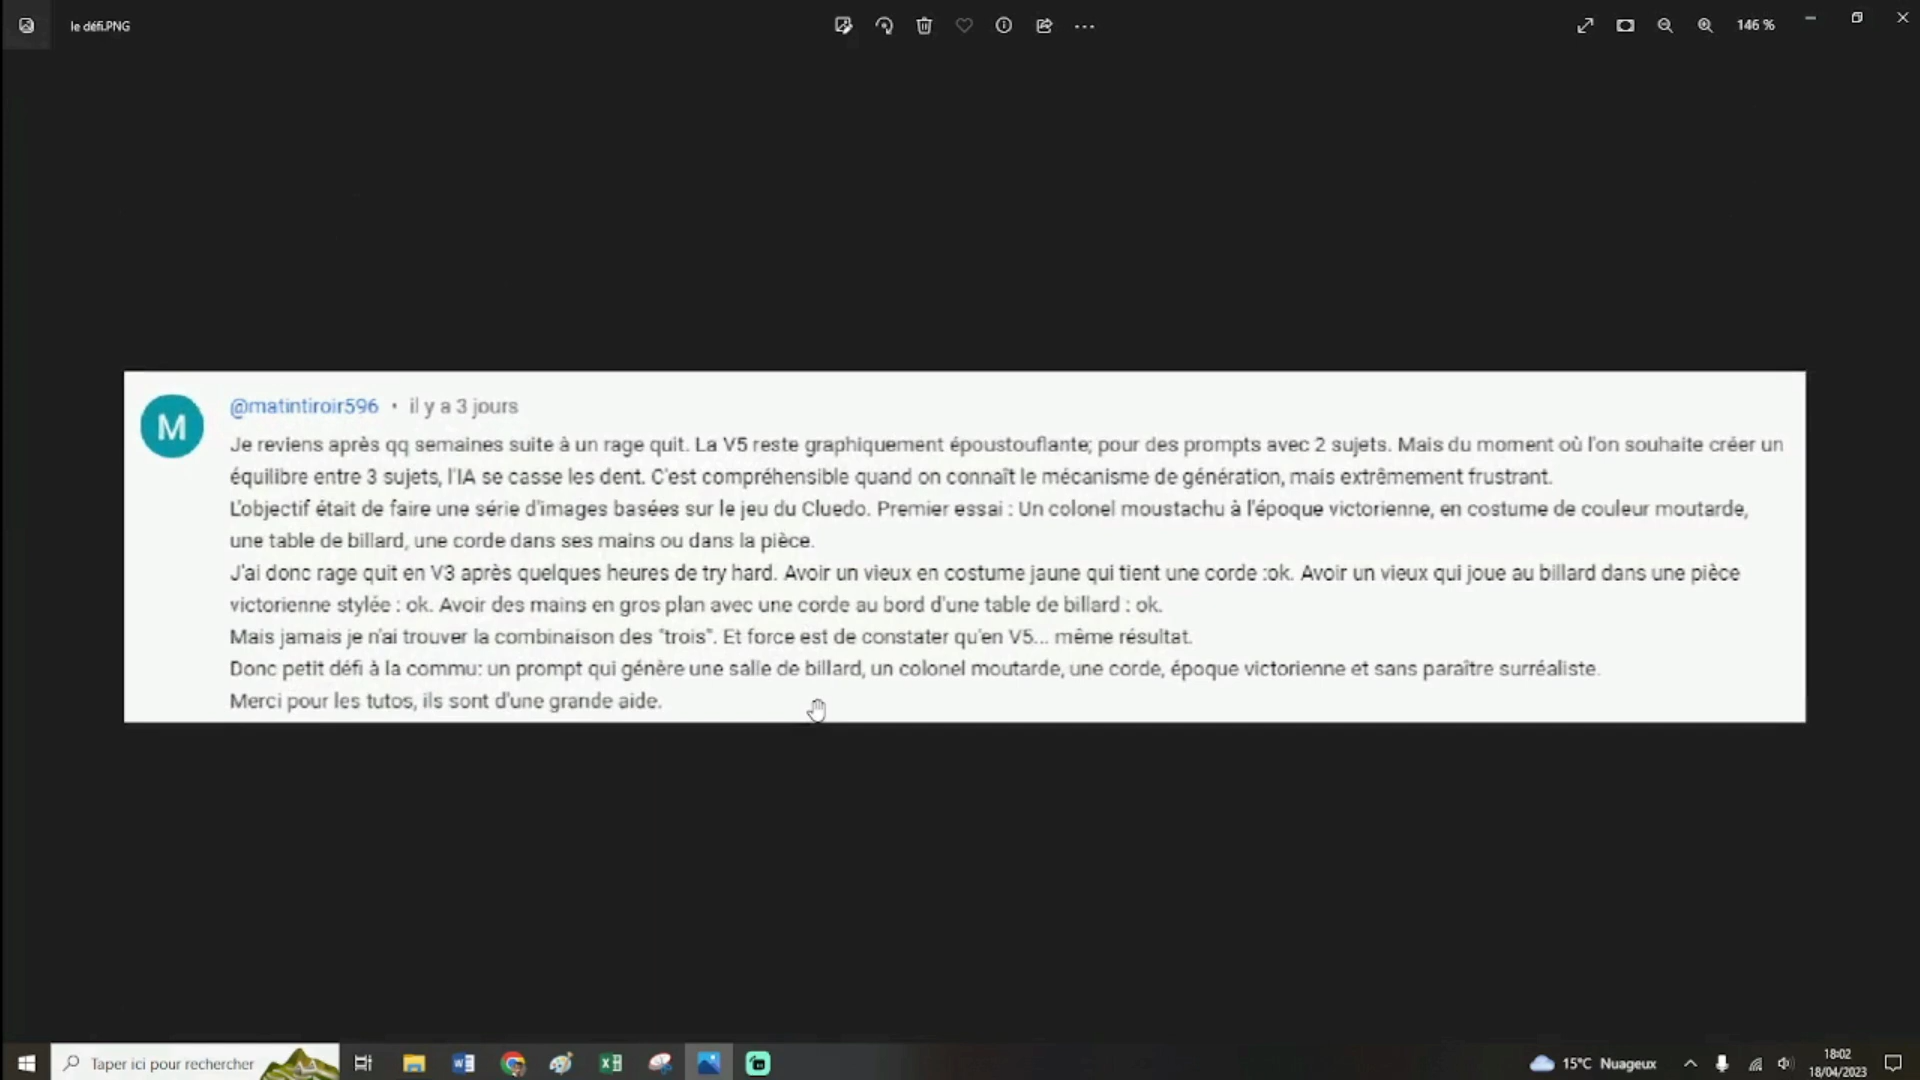 le défi.PNG
146 %
M
@matintiroir596 • il y a 3 jours
Je reviens après qq semaines suite à un rage quit. La V5 reste graphiquement époustouflante; pour des prompts avec 2 sujets. Mais du moment où l'on souhaite créer un
équilibre entre 3 sujets, l'IA se casse les dent. C'est compréhensible quand on connaît le mécanisme de génération, mais extrêmement frustrant.
L'objectif était de faire une série d'images basées sur le jeu du Cluedo. Premier essai : Un colonel moustachu à l'époque victorienne, en costume de couleur moutarde,
une table de billard, une corde dans ses mains ou dans la pièce.
J'ai donc rage quit en V3 après quelques heures de try hard. Avoir un vieux en costume jaune qui tient une corde :ok. Avoir un vieux qui joue au billard dans une pièce
victorienne stylée : ok. Avoir des mains en gros plan avec une corde au bord d'une table de billard : ok.
Mais jamais je n'ai trouver la combinaison des "trois". Et force est de constater qu'en V5... même résultat.
Donc petit défi à la commu: un prompt qui génère une salle de billard, un colonel moutarde, une corde, époque victorienne et sans paraître surréaliste.
Merci pour les tutos, ils sont d'une grande aide.
Taper ici pour rechercher
15°C Nuageux
18:02
18/04/2023